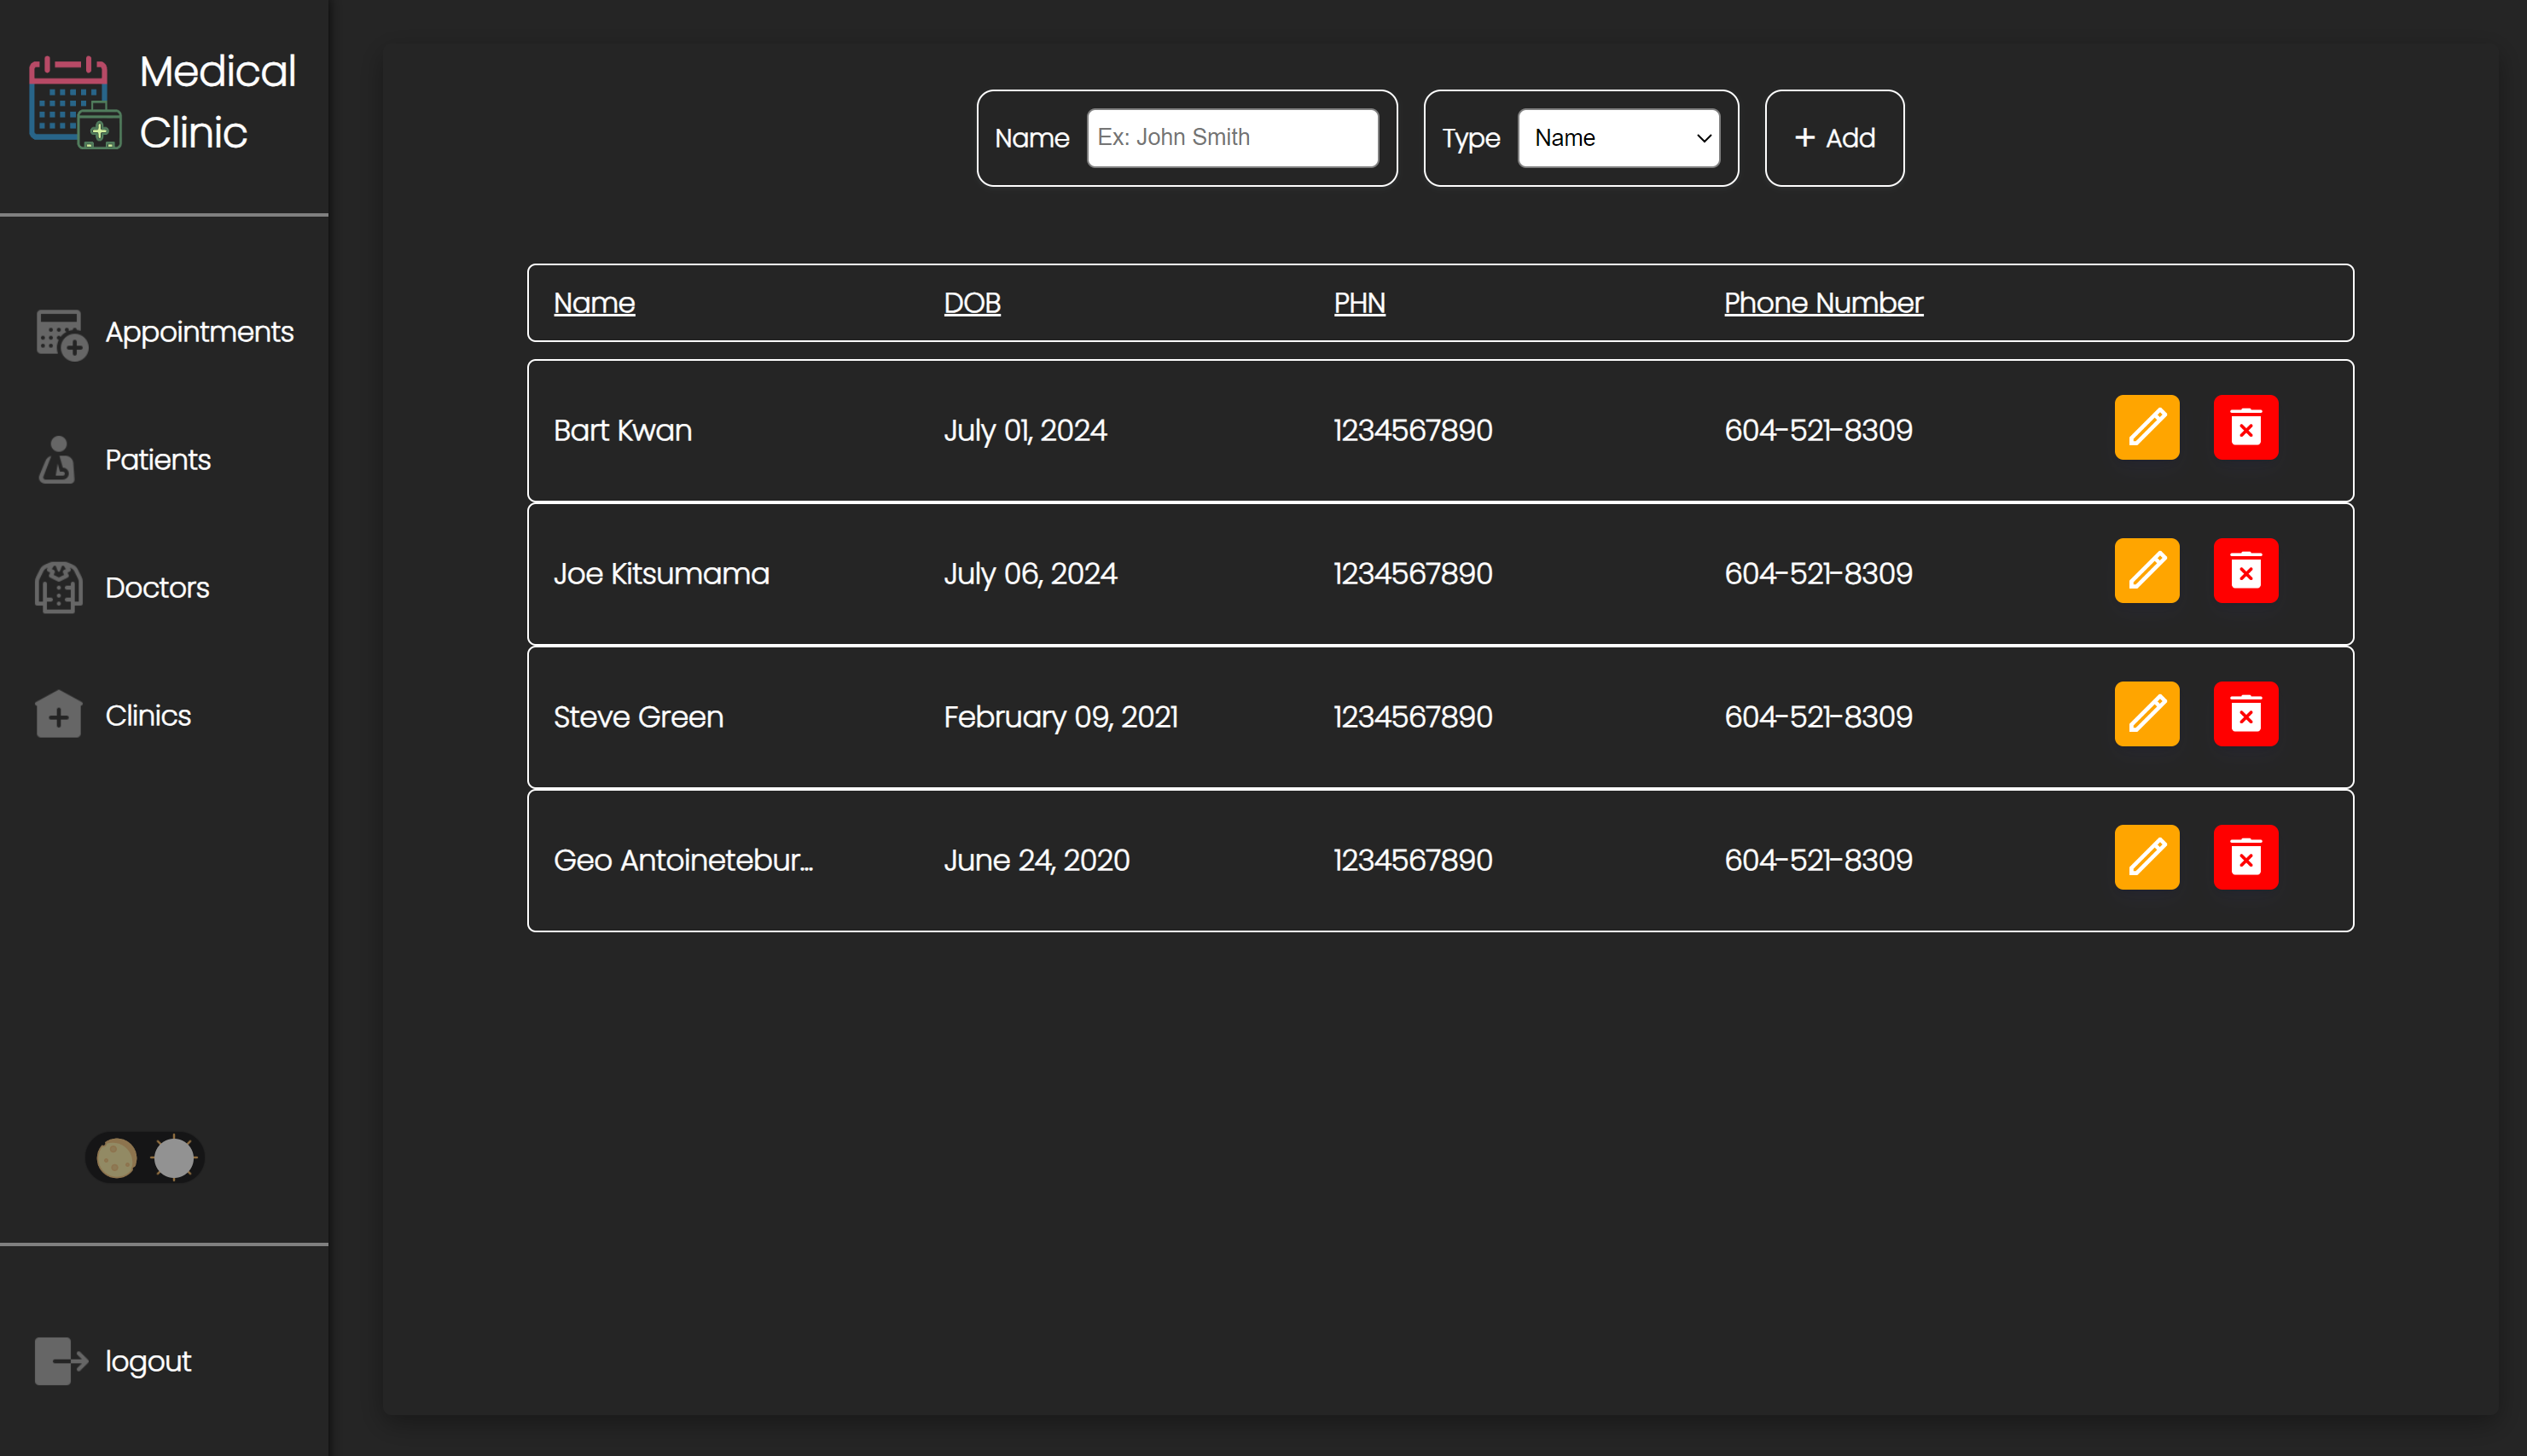 Medical
Clinic
Appointments
Patients
Doctors
Clinics
logout
Name Ex: John Smith Type Name + Add
Name DOB PHN Phone Number
Bart Kwan July 01, 2024 1234567890 604-521-8309
Joe Kitsumama July 06, 2024 1234567890 604-521-8309
Steve Green February 09, 2021 1234567890 604-521-8309
Geo Antoinetebur... June 24, 2020 1234567890 604-521-8309